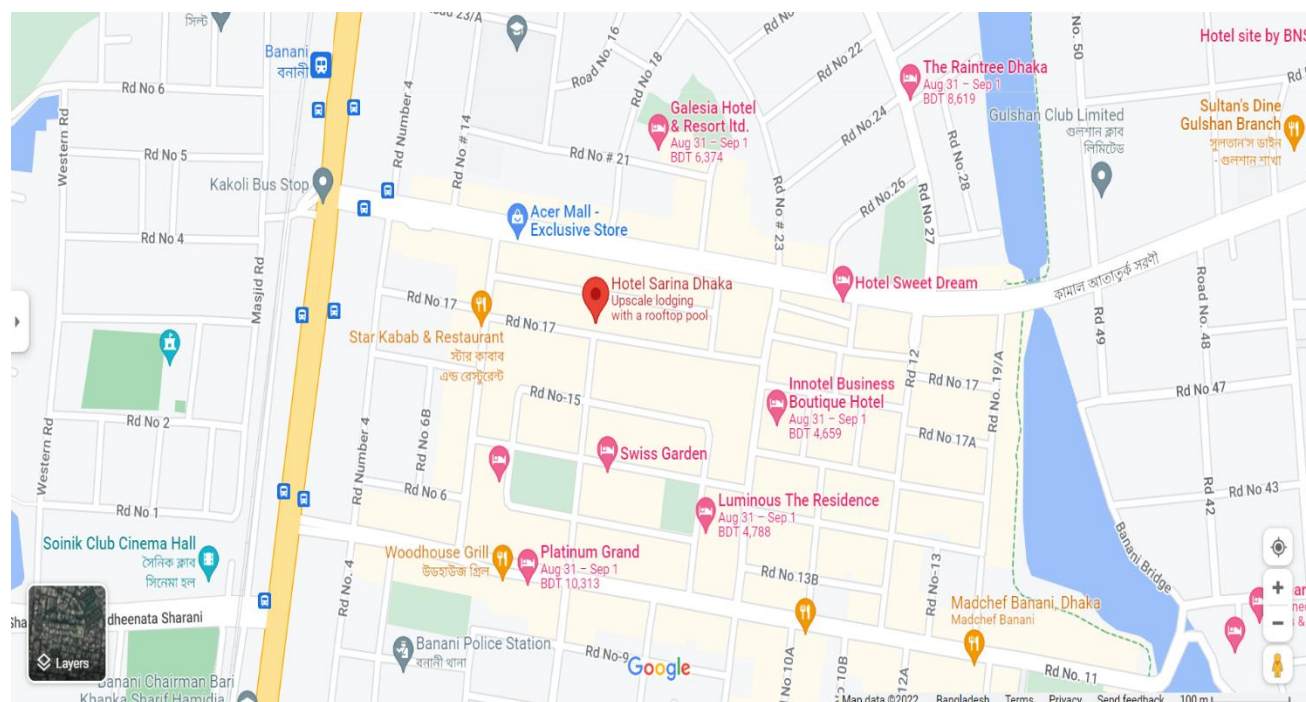 সিল্ট
Road 23/A
Rd No
Banani
বনানী
Rd No 6
Rd Number 4
Rd No # 14
Road No. 16
Rd No 18
Rd No 22
The Raintree Dhaka
Aug 31 – Sep 1
BDT 8,619
No. 50
Hotel site by BNS
Galesia Hotel
& Resort ltd.
Aug 31 – Sep 1
BDT 6,374
Rd No.24
Rd No.28
Gulshan Club Limited
গুলশান ক্লাব
লিমিটেড
Sultan's Dine
Gulshan Branch
সুলতান'স ডাইন
- গুলশান শাখা
Western Rd
Rd No 5
Rd No # 21
Kakoli Bus Stop
Rd No.26
Rd No 27
Rd No # 23
Rd No 4
Masjid Rd
Acer Mall -
Exclusive Store
কামাল আতাতুর্ক সরণী
Hotel Sarina Dhaka
Upscale lodging
with a rooftop pool
Hotel Sweet Dream
Rd No 17
Rd No 17
Rd 49
Road No. 48
Star Kabab & Restaurant
স্টার কাবাব
এন্ড রেস্টুরেন্ট
Rd 12
Rd No 17
Rd No. 19/A
Rd No 47
Innotel Business
Boutique Hotel
Aug 31 – Sep 1
BDT 4,659
Rd No-15
Rd No 2
Rd Number 4
Rd No 6B
Rd No 17A
Western Rd
Swiss Garden
Rd No 6
Rd No 1
Luminous The Residence
Aug 31 – Sep 1
BDT 4,788
Rd 42
Rd No 43
Banani Bridge
Soinik Club Cinema Hall
সৈনিক ক্লাব
সিনেমা হল
Woodhouse Grill
উডহাউজ গ্রিল
Platinum Grand
Aug 31 – Sep 1
BDT 10,313
Rd No. 4
Rd No 13B
Rd No-13
Madchef Banani, Dhaka
Madchef Banani
dheenata Sharani
Layers
Banani Police Station
বনানী থানা
Rd No-9
Google
Rd No 10A
Rd No 10B
12A
Rd No. 11
Banani Chairman Bari
Khanka Sharif Hamidia
Map data ©2022 Bangladesh Terms Privacy Send feedback 100 m